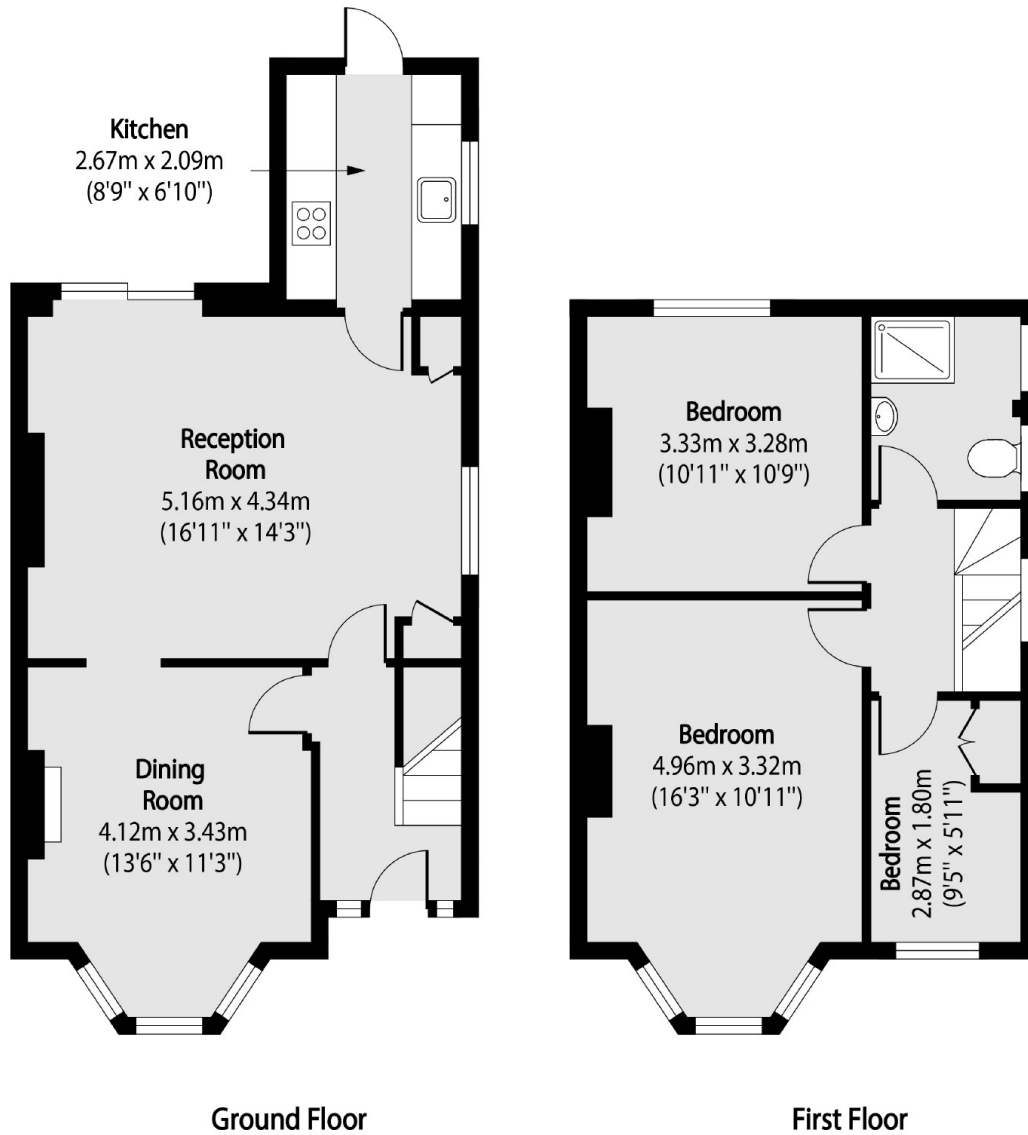 Kitchen
2.67m x 2.09m
(8'9" x 6'10")
Reception
Room
5.16m x 4.34m
(16'11" x 14'3")
Dining
Room
4.12m x 3.43m
(13'6" x 11'3")
Ground Floor
Bedroom
3.33m x 3.28m
(10'11" x 10'9")
Bedroom
4.96m x 3.32m
(16'3" x 10'11")
Bedroom
2.87m x 1.80m
(9'5" x 5'11")
First Floor